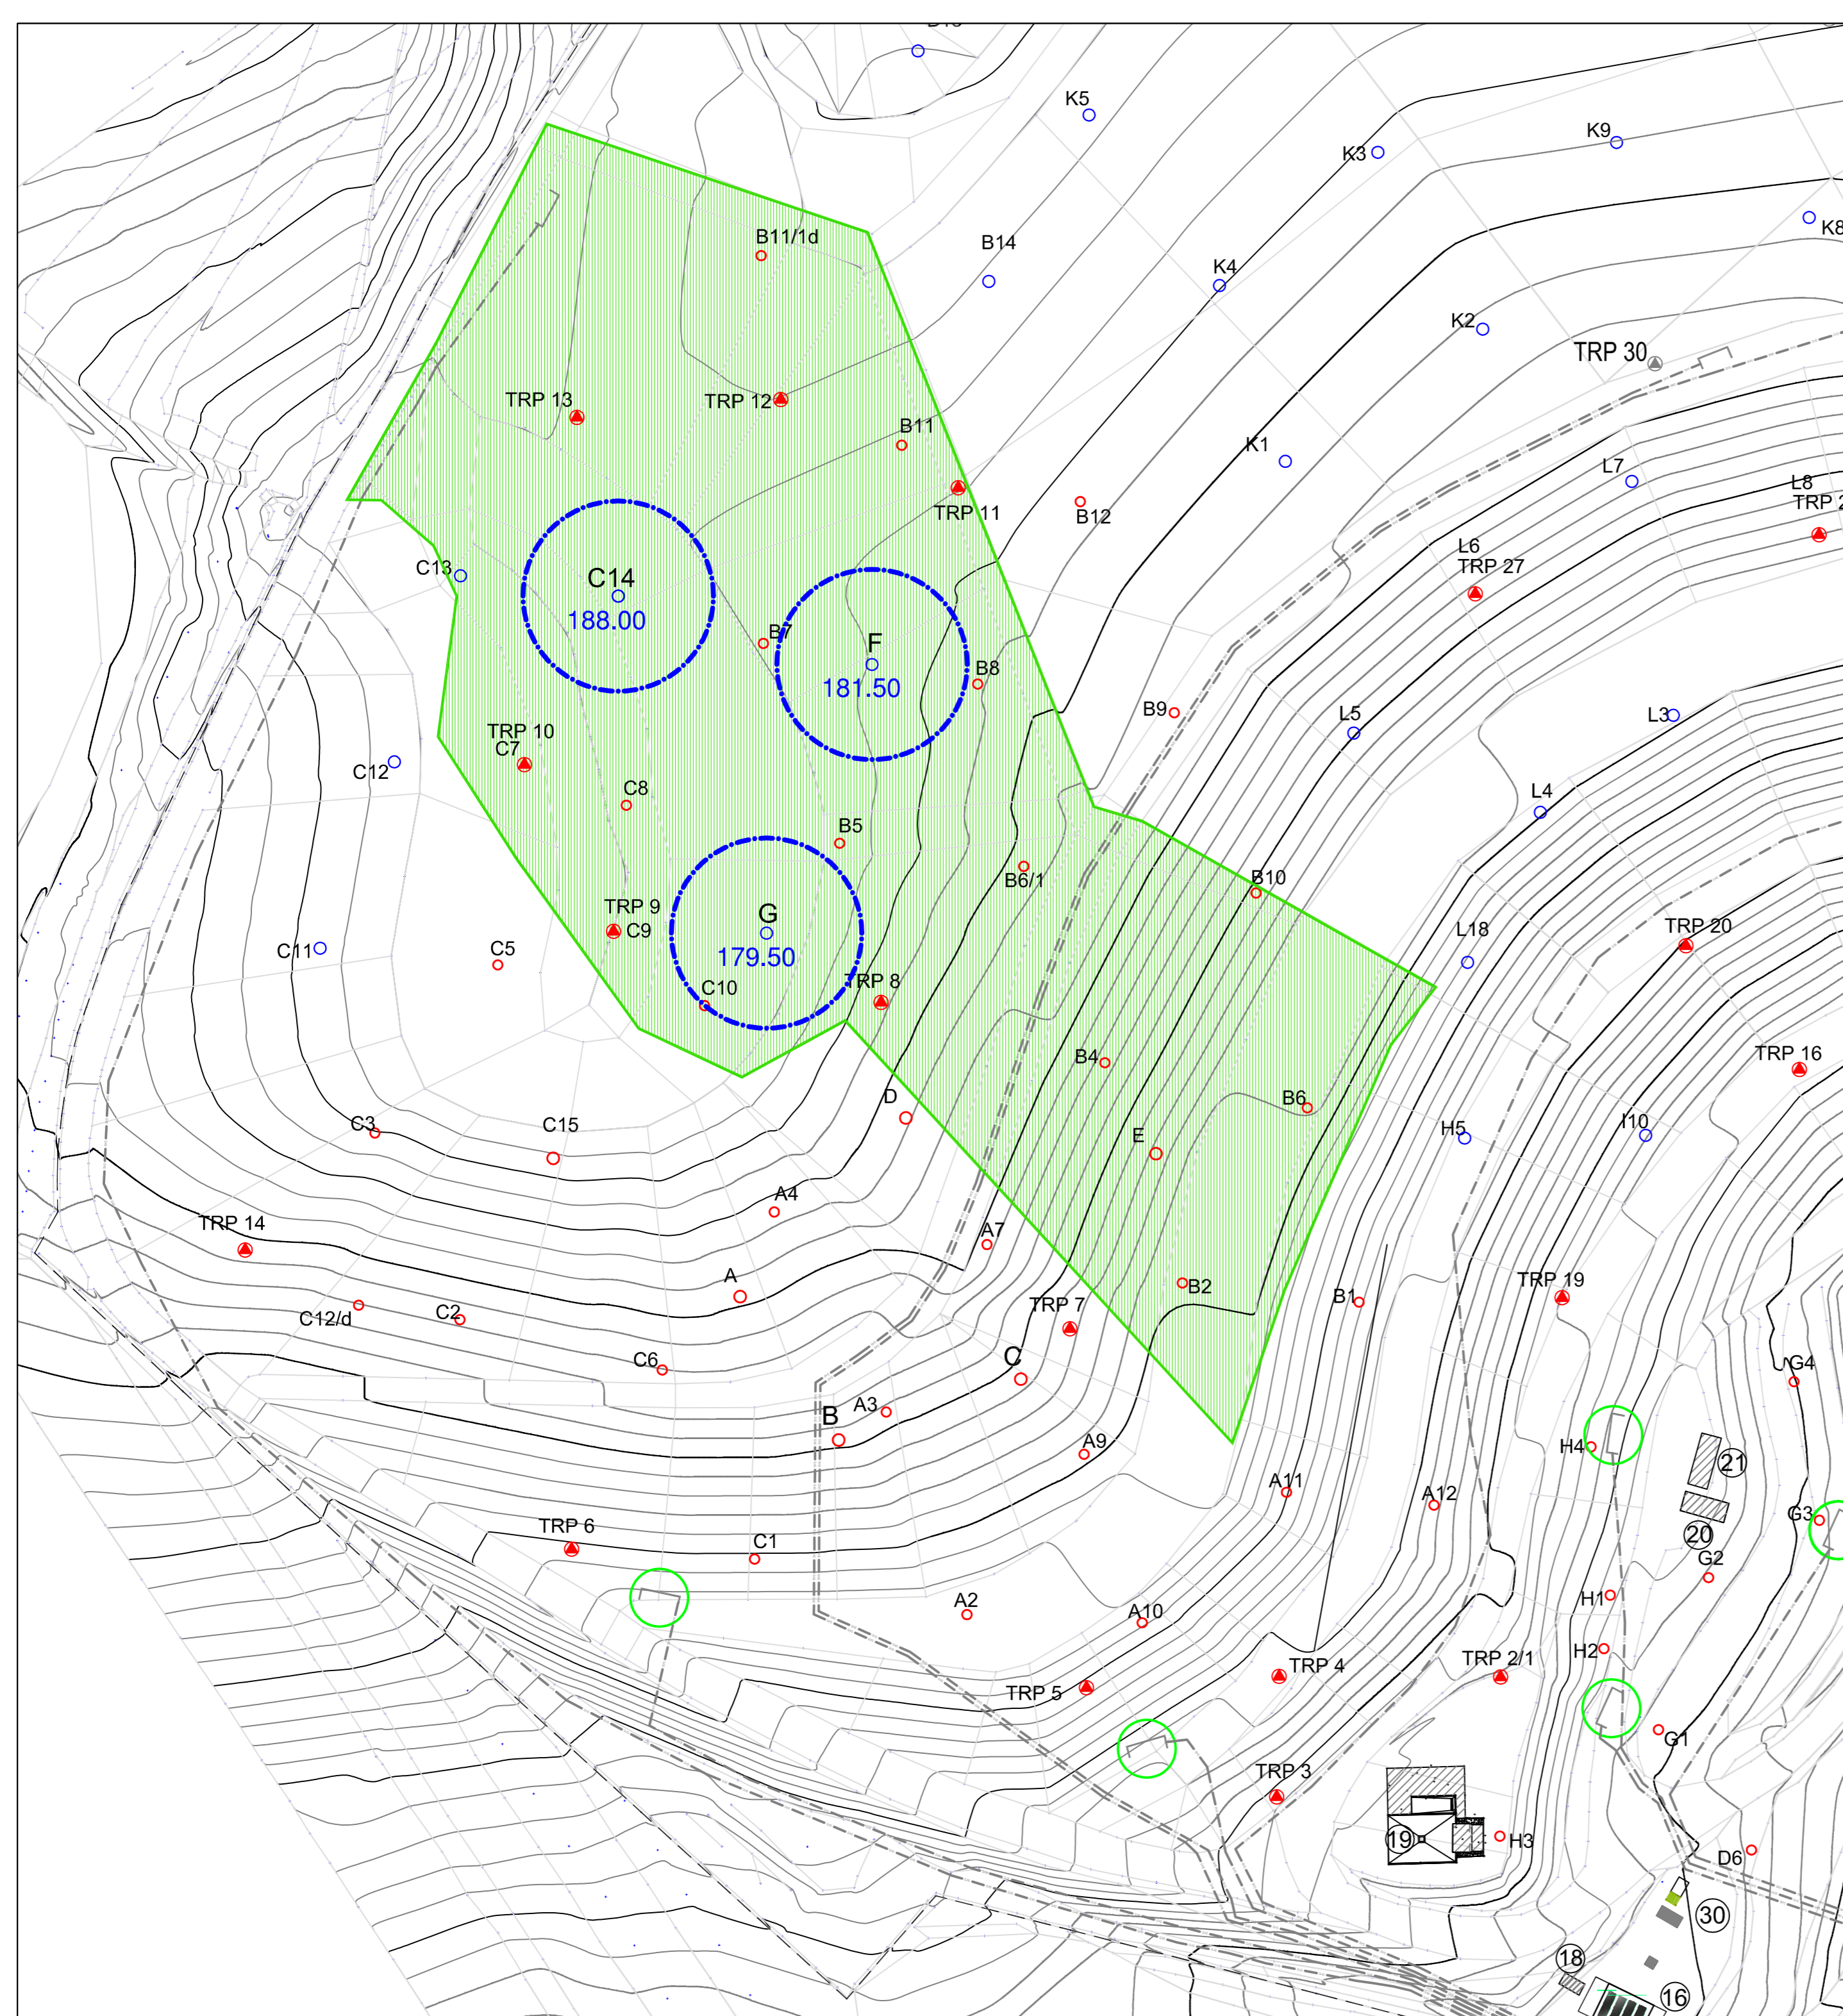 K5
K3
K9
K8
B11/1d
B14
K4
K2
TRP 30
TRP 13
TRP 12
B11
K1
L7
L8
TRP 11
B12
L6
TRP 27
C13
C14
188.00
B7
F
181.50
B8
B9
L5
L3
TRP 10
C7
C12
C8
B5
L4
B6/1
B10
TRP 9
C9
G
179.50
L18
TRP 20
C11
C5
C10
TRP 8
B4
TRP 16
D
B6
C3
C15
E
H5
I10
A4
TRP 14
A7
A
B2
B1
TRP 19
C12/d
C2
TRP 7
C6
C
G4
B
A3
A9
H4
21
A11
A12
G3
20
TRP 6
C1
G2
A2
A10
H1
H2
TRP 5
TRP 4
TRP 2/1
G1
TRP 3
19
H3
D6
30
18
16